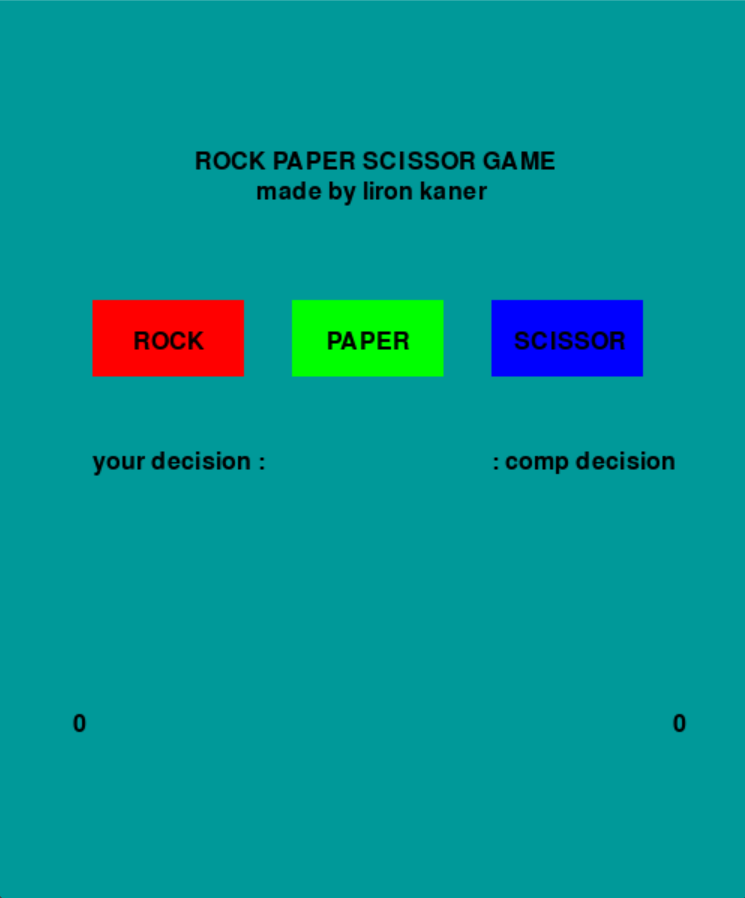 ROCK PAPER SCISSOR GAME
made by liron kaner
ROCK PAPER SCISSOR
your decision : : comp decision
0 0